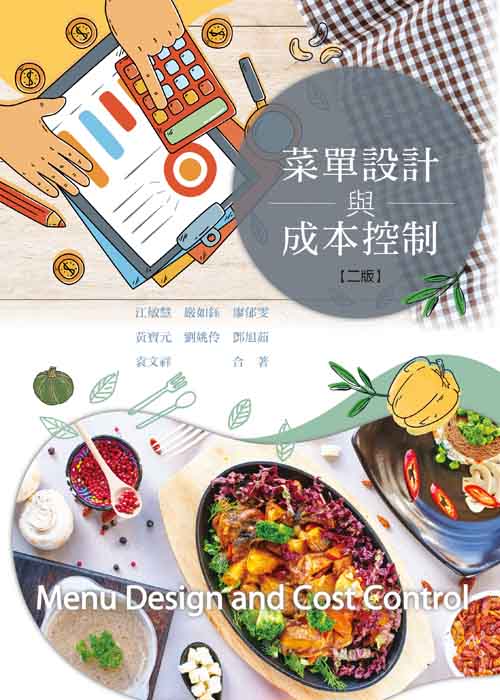 菜單設計
與
成本控制
【二版】
江敏慧 嚴如鈺 廖郁雯
黃寶元 劉姚伶 鄧旭茹
袁文祥 合 著
Menu Design and Cost Control